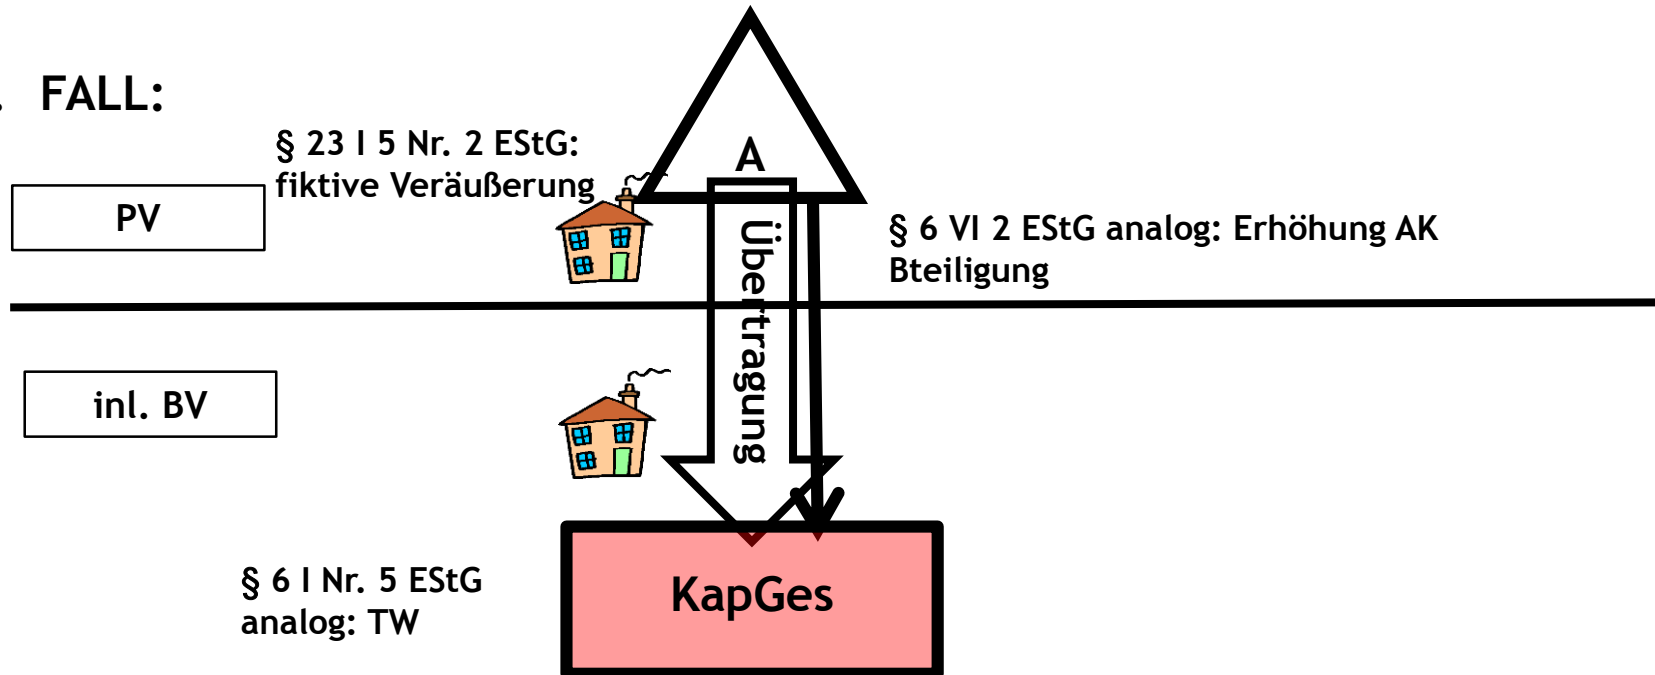 . FALL:
§ 23 I 5 Nr. 2 EStG:
fiktive Veräußerung
A
PV
Übertragung
§ 6 VI 2 EStG analog: Erhöhung AK
Bteiligung
inl. BV
§ 6 I Nr. 5 EStG
analog: TW
KapGes